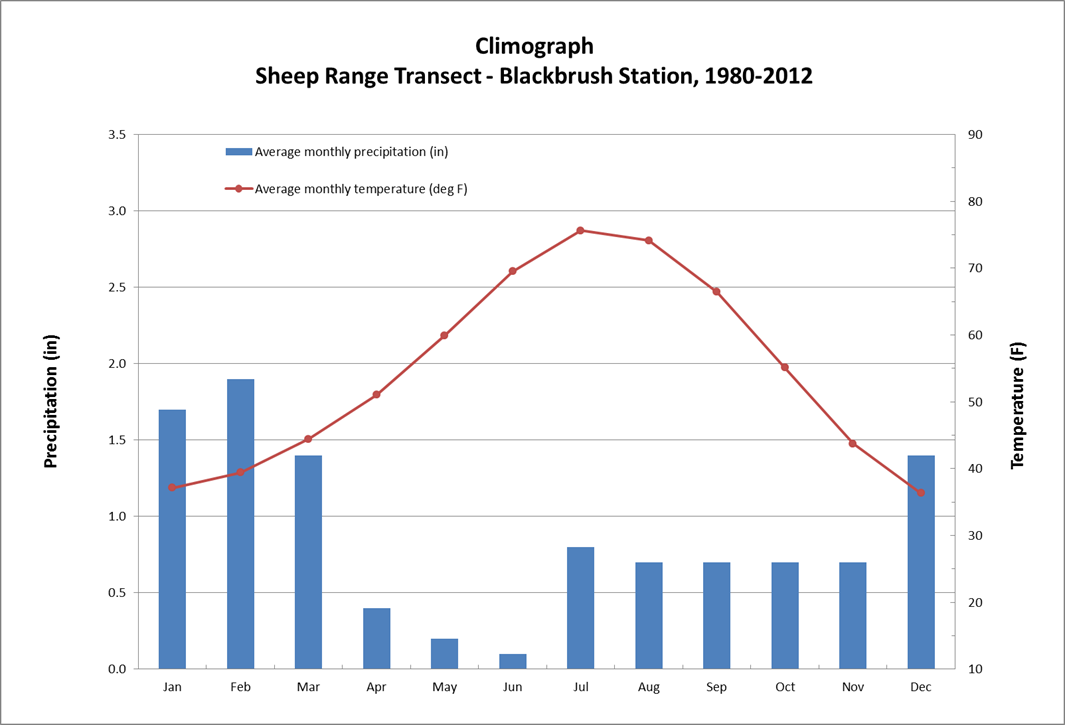 Climograph
Sheep Range Transect - Blackbrush Station, 1980-2012
3.5
3.0
2.5
2.0
1.5
1.0
0.5
0.0
Precipitation (in)
Average monthly precipitation (in)
Average monthly temperature (deg F)
90
80
70
60
50
40
30
20
10
Temperature (F)
Jan Feb Mar Apr May Jun Jul Aug Sep Oct Nov Dec